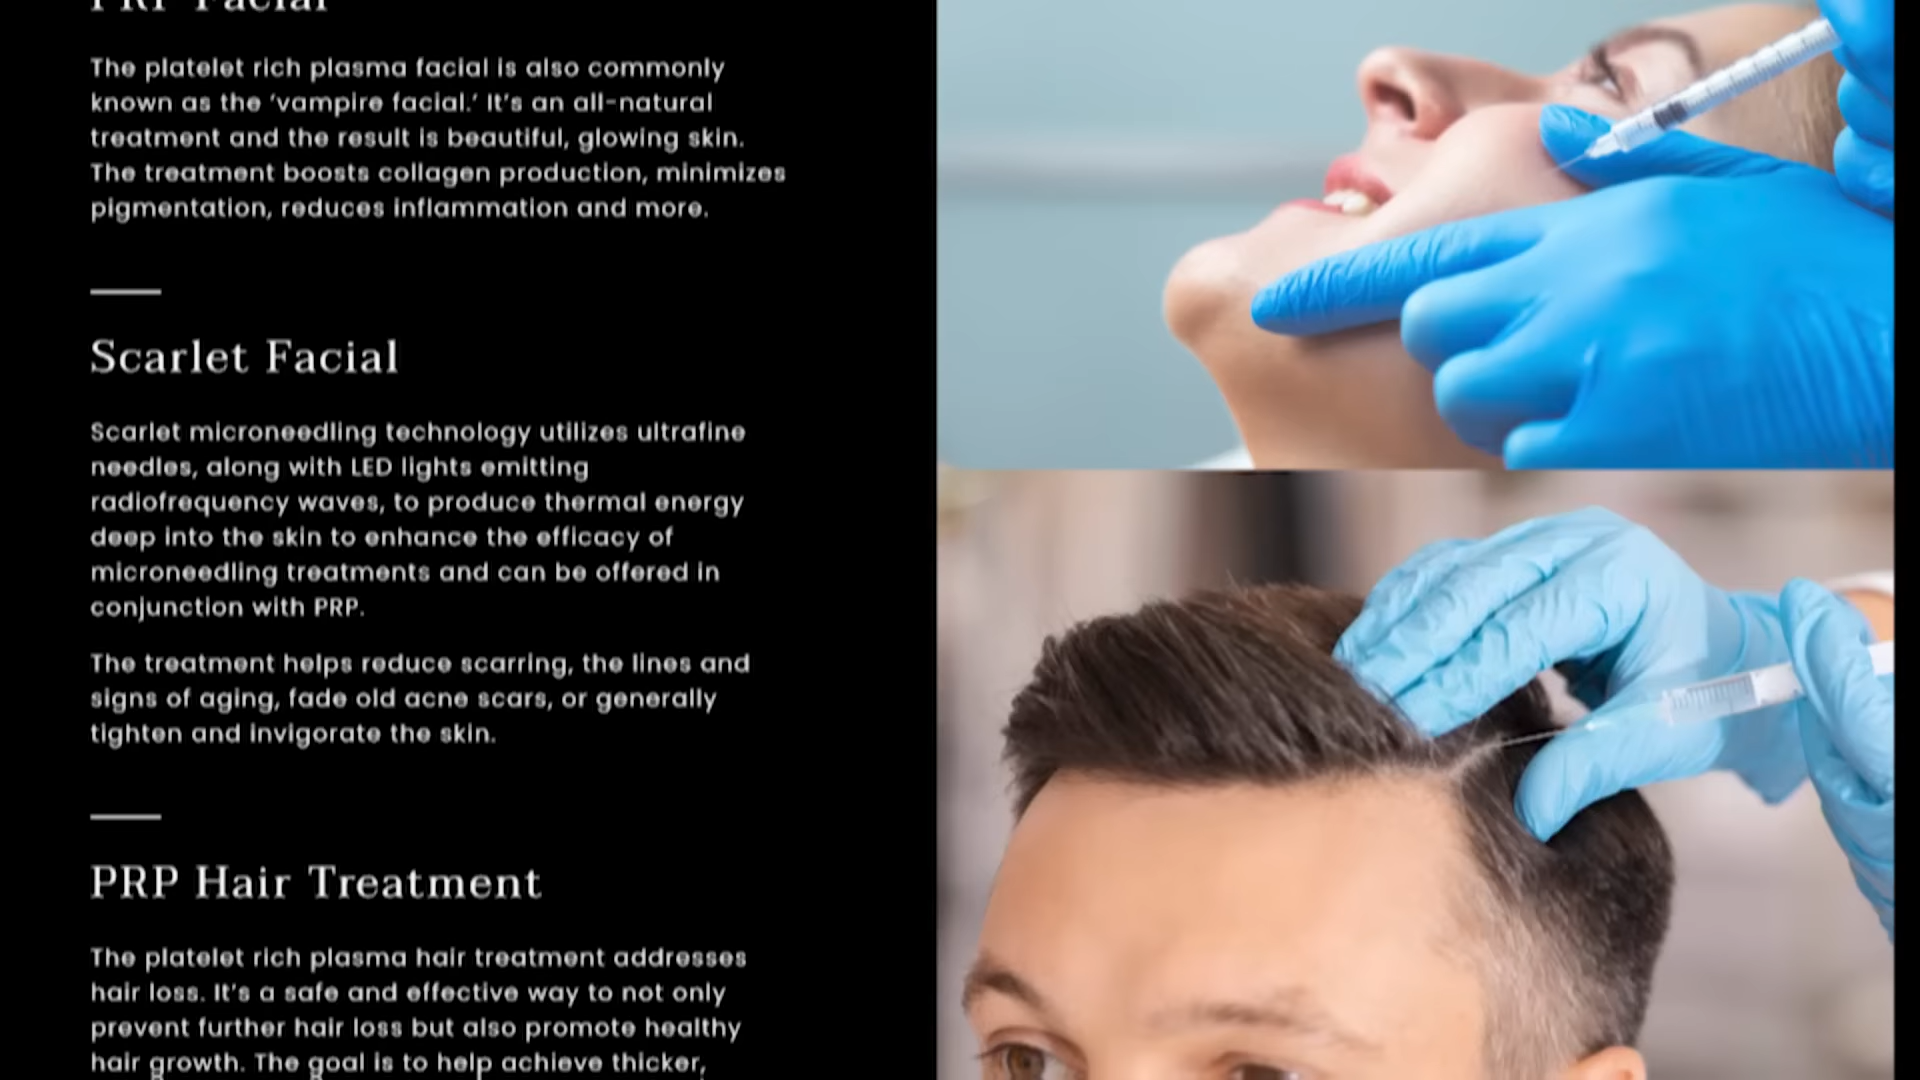 PRP Facial
The platelet rich plasma facial is also commonly
known as the ‘vampire facial.’ It’s an all-natural
treatment and the result is beautiful, glowing skin.
The treatment boosts collagen production, minimizes
pigmentation, reduces inflammation and more.
Scarlet Facial
Scarlet microneedling technology utilizes ultrafine
needles, along with LED lights emitting
radiofrequency waves, to produce thermal energy
deep into the skin to enhance the efficacy of
microneedling treatments and can be offered in
conjunction with PRP.
The treatment helps reduce scarring, the lines and
signs of aging, fade old acne scars, or generally
tighten and invigorate the skin.
PRP Hair Treatment
The platelet rich plasma hair treatment addresses
hair loss. It’s a safe and effective way to not only
prevent further hair loss but also promote healthy
hair growth. The goal is to help achieve thicker,